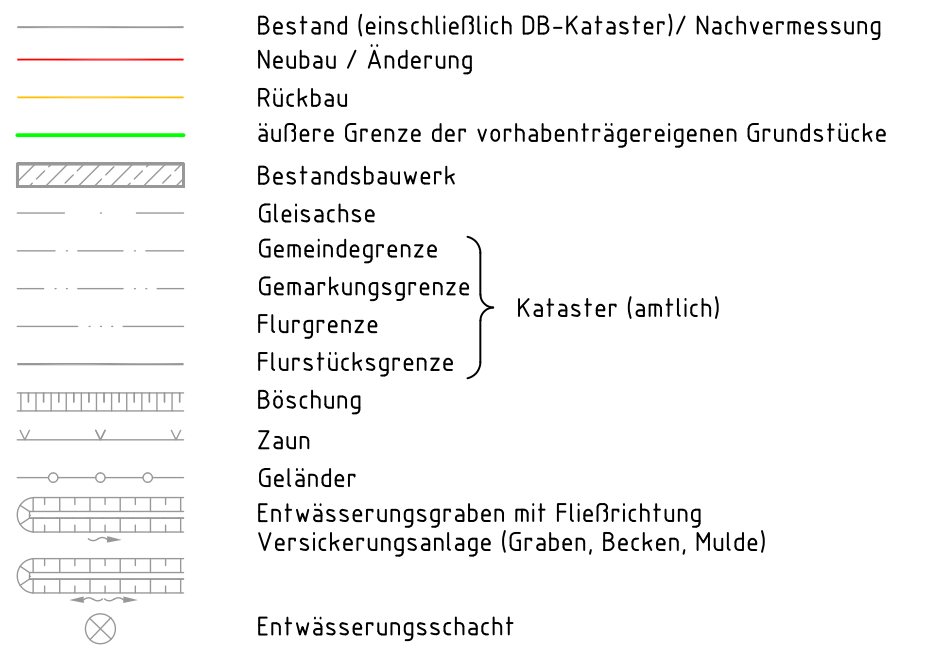 Bestand (einschließlich DB-Kataster)/ Nachvermessung
Neubau / Änderung
Rückbau
äußere Grenze der vorhabenträgereigenen Grundstücke
Bestandsbauwerk
Gleisachse
Gemeindegrenze
Gemarkungsgrenze
Kataster (amtlich)
Flurgrenze
Flurstücksgrenze
Böschung
Zaun
Geländer
Entwässerungsgraben mit Fließrichtung
Versickerungsanlage (Graben, Becken, Mulde)
Entwässerungsschacht